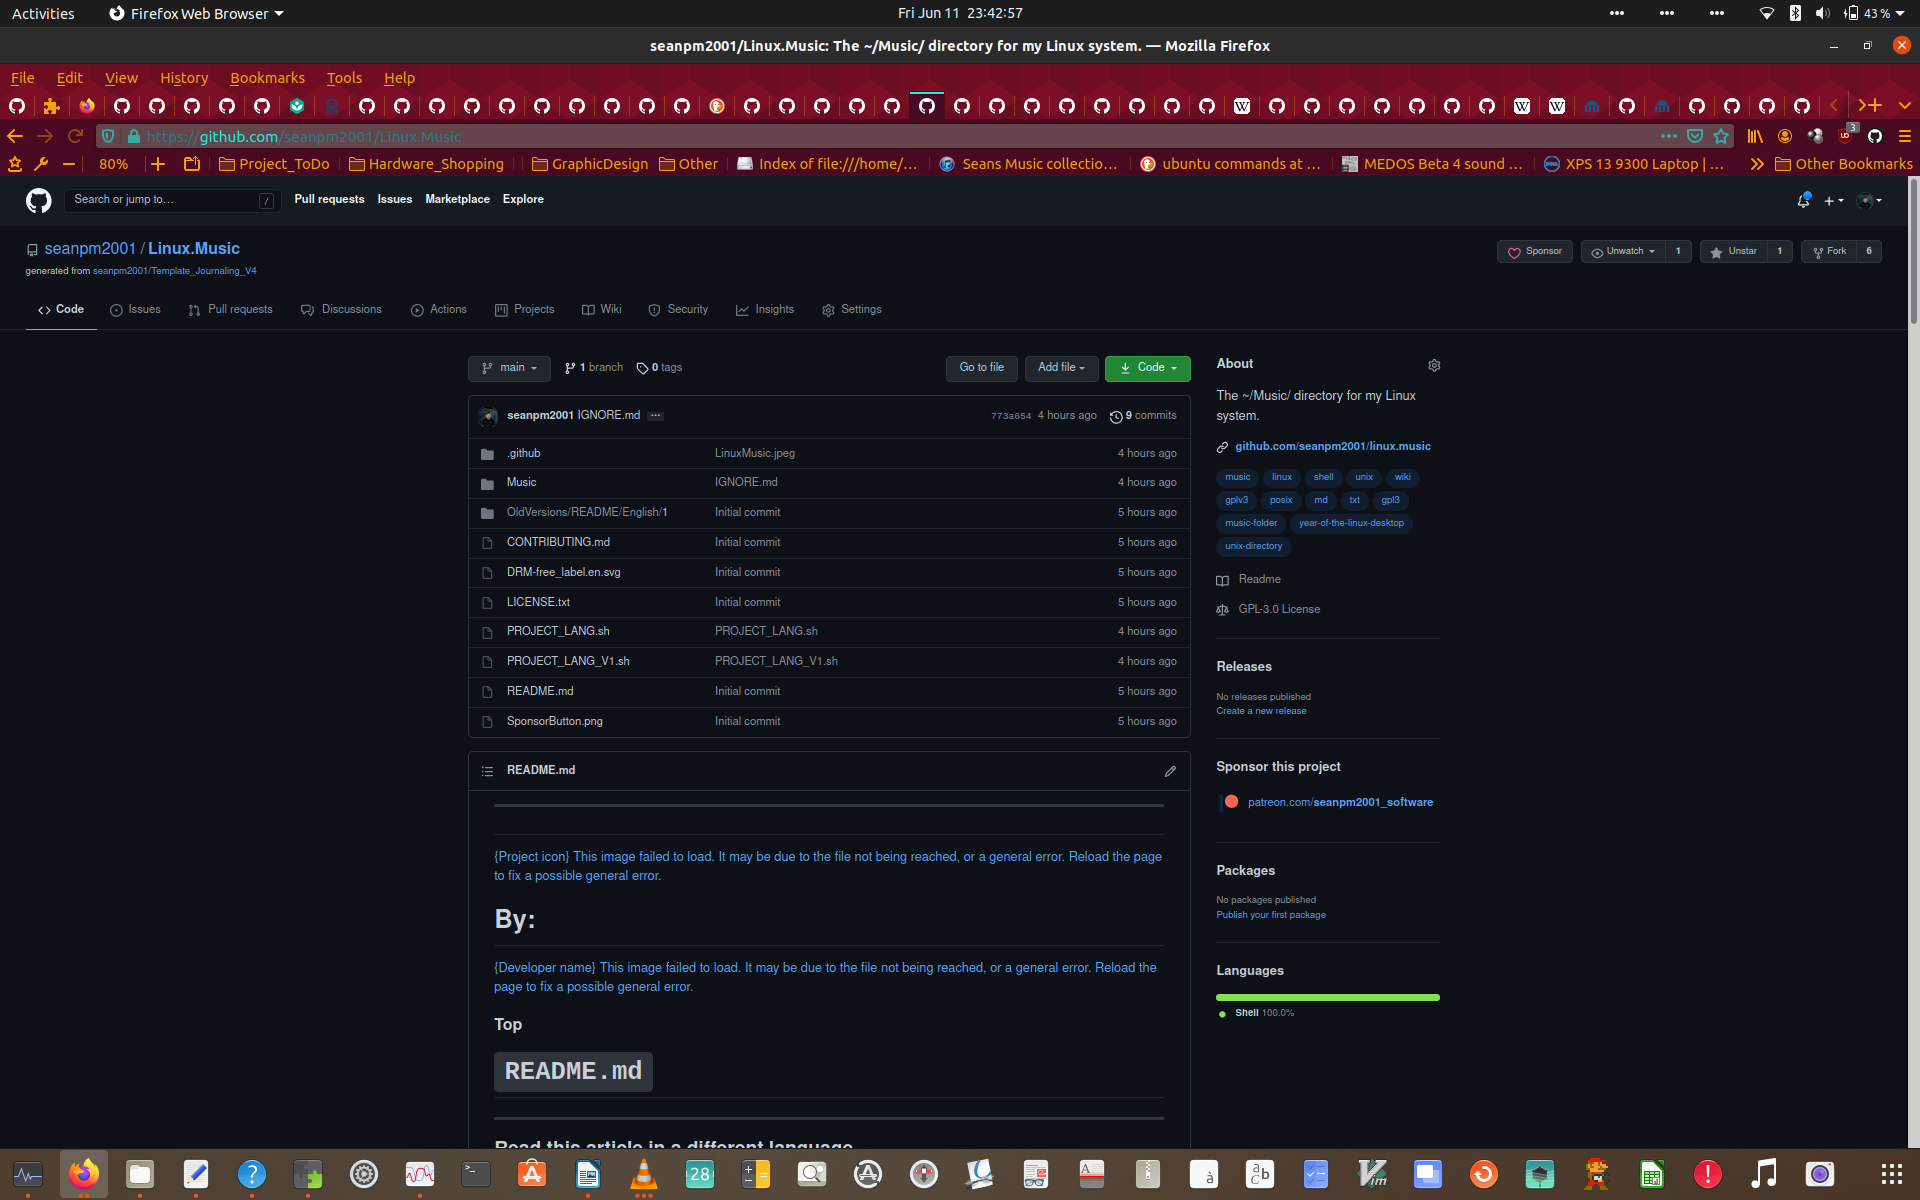 Activities Firefox Web Browser Fri Jun 11 23:42:57 43 %
seanpm2001/Linux.Music: The ~/Music/ directory for my Linux system. — Mozilla Firefox
File Edit View History Bookmarks Tools Help
https://github.com/seanpm2001/Linux.Music 3
80% Project_ToDo Hardware_Shopping GraphicDesign Other Index of file:///home/… Seans Music collectio… ubuntu commands at … MEDOS Beta 4 sound … XPS 13 9300 Laptop | … Other Bookmarks
Search or jump to… / Pull requests Issues Marketplace Explore
seanpm2001 / Linux.Music Sponsor Unwatch 1 Unstar 1 Fork 6
generated from seanpm2001/Template_Journaling_V4
Code Issues Pull requests Discussions Actions Projects Wiki Security Insights Settings
main 1 branch 0 tags Go to file Add file Code
seanpm2001 IGNORE.md ... 773a654 4 hours ago 9 commits
.github LinuxMusic.jpeg 4 hours ago
Music IGNORE.md 4 hours ago
OldVersions/README/English/1 Initial commit 5 hours ago
CONTRIBUTING.md Initial commit 5 hours ago
DRM-free_label.en.svg Initial commit 5 hours ago
LICENSE.txt Initial commit 5 hours ago
PROJECT_LANG.sh PROJECT_LANG.sh 4 hours ago
PROJECT_LANG_V1.sh PROJECT_LANG_V1.sh 4 hours ago
README.md Initial commit 5 hours ago
SponsorButton.png Initial commit 5 hours ago
README.md
{Project icon} This image failed to load. It may be due to the file not being reached, or a general error. Reload the page
to fix a possible general error.
By:
{Developer name} This image failed to load. It may be due to the file not being reached, or a general error. Reload the
page to fix a possible general error.
Top
README.md
Read this article in a different language
About
The ~/Music/ directory for my Linux
system.
github.com/seanpm2001/linux.music
music linux shell unix wiki
gplv3 posix md txt gpl3
music-folder year-of-the-linux-desktop
unix-directory
Readme
GPL-3.0 License
Releases
No releases published
Create a new release
Sponsor this project
patreon.com/seanpm2001_software
Packages
No packages published
Publish your first package
Languages
Shell 100.0%
28